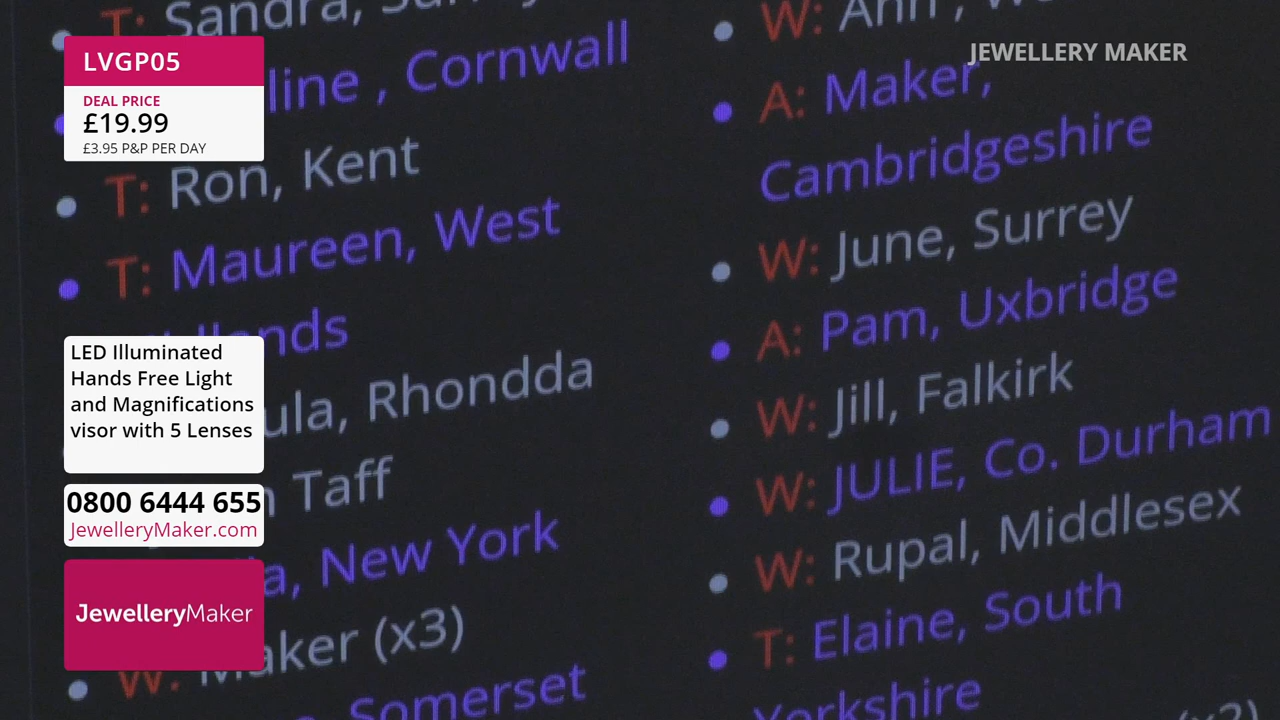 T: Sandra,
line , Cornwall
T: Ron, Kent
T: Maureen, West
lands
ula, Rhondda
Taff
a, New York
W: Maker (x3)
Somerset
W: Ann ,
A: Maker,
Cambridgeshire
W: June, Surrey
A: Pam, Uxbridge
W: Jill, Falkirk
W: JULIE, Co. Durham
W: Rupal, Middlesex
T: Elaine, South
Yorkshire
JEWELLERY MAKER
LVGP05
DEAL PRICE
£19.99
£3.95 P&P PER DAY
LED Illuminated
Hands Free Light
and Magnifications
visor with 5 Lenses
0800 6444 655
JewelleryMaker.com
JewelleryMaker